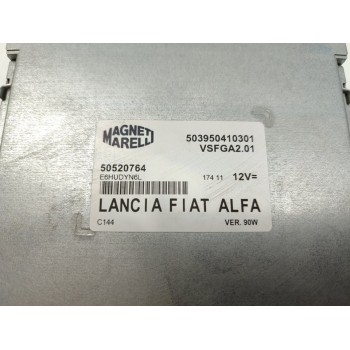 MAGNETI
MARELLI
503950410301
VSFGA2.01
50520764
E6HUDYN6L
174 11 12V=
LANCIA FIAT ALFA
C144 VER. 90W